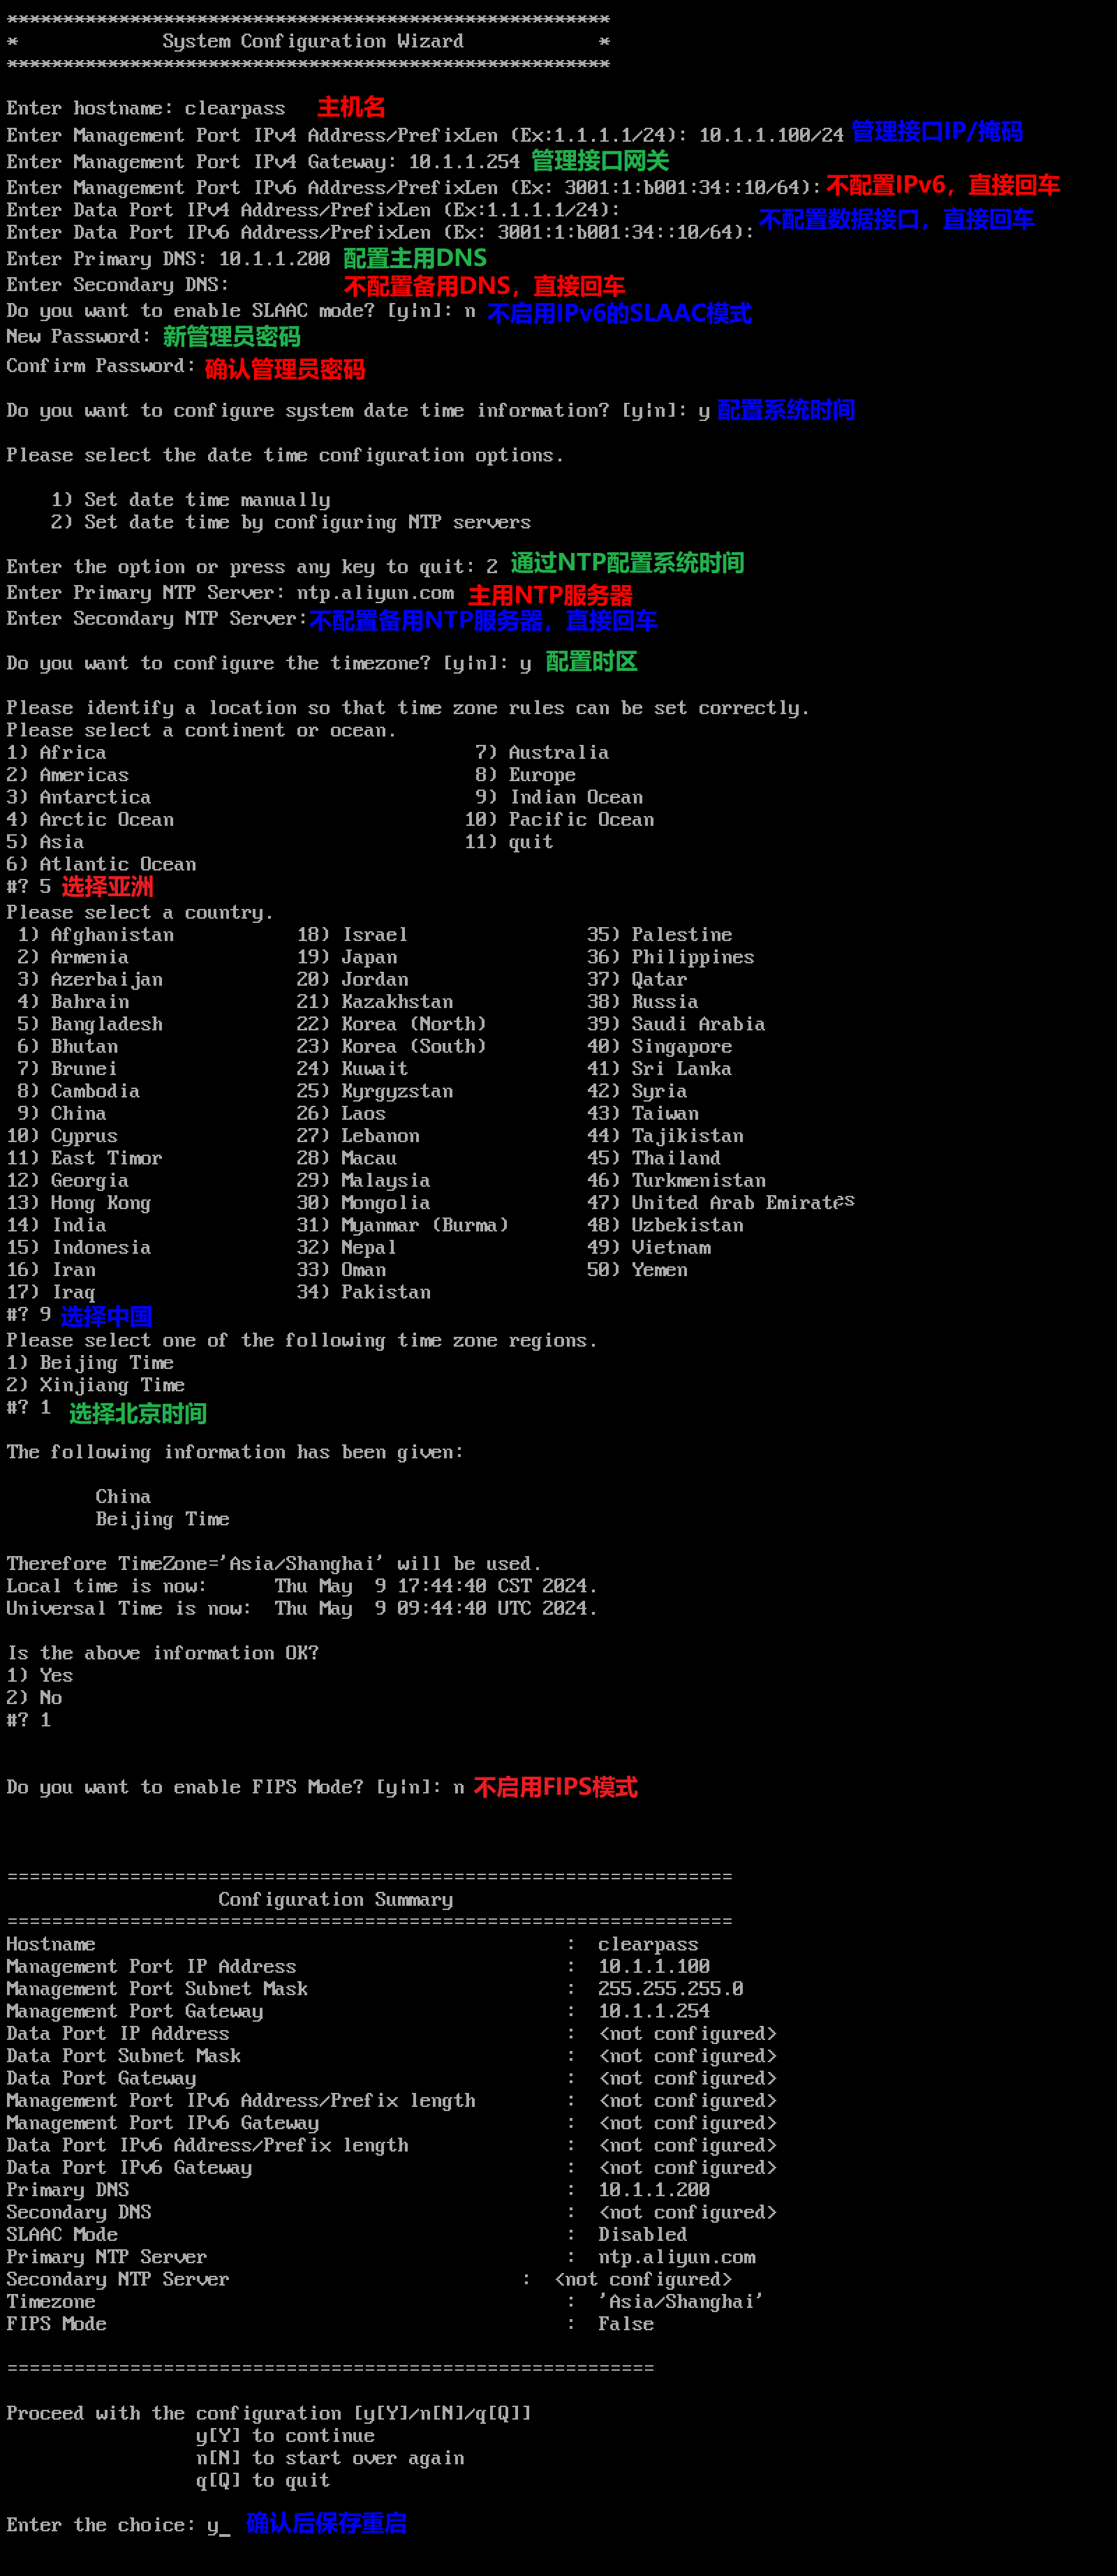 ******************************************************
*             System Configuration Wizard            *
******************************************************
Enter hostname: clearpass 主机名
Enter Management Port IPv4 Address/PrefixLen (Ex:1.1.1.1/24): 10.1.1.100/24 管理接口IP/掩码
Enter Management Port IPv4 Gateway: 10.1.1.254 管理接口网关
Enter Management Port IPv6 Address/PrefixLen (Ex: 3001:1:b001:34::10/64): 不配置IPv6，直接回车
Enter Data Port IPv4 Address/PrefixLen (Ex:1.1.1.1/24):
Enter Data Port IPv6 Address/PrefixLen (Ex: 3001:1:b001:34::10/64): 不配置数据接口，直接回车
Enter Primary DNS: 10.1.1.200 配置主用DNS
Enter Secondary DNS: 不配置备用DNS，直接回车
Do you want to enable SLAAC mode? [y|n]: n 不启用IPv6的SLAAC模式
New Password: 新管理员密码
Confirm Password: 确认管理员密码
Do you want to configure system date time information? [y|n]: y 配置系统时间
Please select the date time configuration options.
1) Set date time manually
2) Set date time by configuring NTP servers
Enter the option or press any key to quit: 2 通过NTP配置系统时间
Enter Primary NTP Server: ntp.aliyun.com 主用NTP服务器
Enter Secondary NTP Server: 不配置备用NTP服务器，直接回车
Do you want to configure the timezone? [y|n]: y 配置时区
Please identify a location so that time zone rules can be set correctly.
Please select a continent or ocean.
1) Africa 7) Australia
2) Americas 8) Europe
3) Antarctica 9) Indian Ocean
4) Arctic Ocean 10) Pacific Ocean
5) Asia 11) quit
6) Atlantic Ocean
#? 5 选择亚洲
Please select a country.
1) Afghanistan 18) Israel 35) Palestine
2) Armenia 19) Japan 36) Philippines
3) Azerbaijan 20) Jordan 37) Qatar
4) Bahrain 21) Kazakhstan 38) Russia
5) Bangladesh 22) Korea (North) 39) Saudi Arabia
6) Bhutan 23) Korea (South) 40) Singapore
7) Brunei 24) Kuwait 41) Sri Lanka
8) Cambodia 25) Kyrgyzstan 42) Syria
9) China 26) Laos 43) Taiwan
10) Cyprus 27) Lebanon 44) Tajikistan
11) East Timor 28) Macau 45) Thailand
12) Georgia 29) Malaysia 46) Turkmenistan
13) Hong Kong 30) Mongolia 47) United Arab Emirates
14) India 31) Myanmar (Burma) 48) Uzbekistan
15) Indonesia 32) Nepal 49) Vietnam
16) Iran 33) Oman 50) Yemen
17) Iraq 34) Pakistan
#? 9 选择中国
Please select one of the following time zone regions.
1) Beijing Time
2) Xinjiang Time
#? 1 选择北京时间
The following information has been given:
China
Beijing Time
Therefore TimeZone='Asia/Shanghai' will be used.
Local time is now:      Thu May  9 17:44:40 CST 2024.
Universal Time is now:  Thu May  9 09:44:40 UTC 2024.
Is the above information OK?
1) Yes
2) No
#? 1
Do you want to enable FIPS Mode? [y|n]: n 不启用FIPS模式
=================================================================
Configuration Summary
=================================================================
Hostname : clearpass
Management Port IP Address : 10.1.1.100
Management Port Subnet Mask : 255.255.255.0
Management Port Gateway : 10.1.1.254
Data Port IP Address : <not configured>
Data Port Subnet Mask : <not configured>
Data Port Gateway : <not configured>
Management Port IPv6 Address/Prefix length : <not configured>
Management Port IPv6 Gateway : <not configured>
Data Port IPv6 Address/Prefix length : <not configured>
Data Port IPv6 Gateway : <not configured>
Primary DNS : 10.1.1.200
Secondary DNS : <not configured>
SLAAC Mode : Disabled
Primary NTP Server : ntp.aliyun.com
Secondary NTP Server : <not configured>
Timezone : 'Asia/Shanghai'
FIPS Mode : False
==========================================================
Proceed with the configuration [y[Y]/n[N]/q[Q]]
y[Y] to continue
n[N] to start over again
q[Q] to quit
Enter the choice: y_ 确认后保存重启